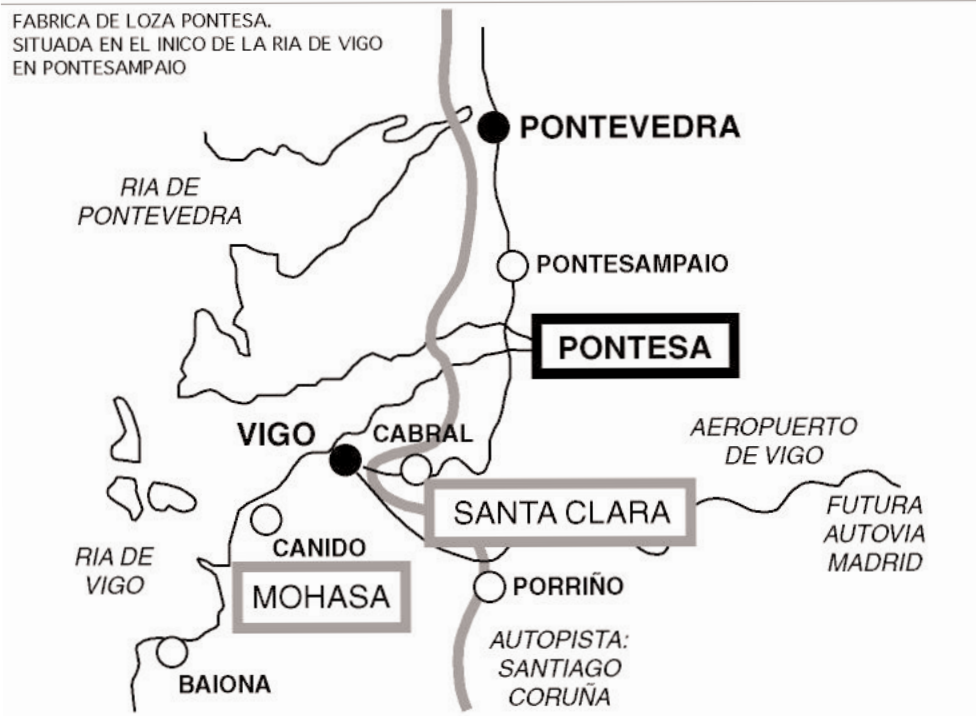 FABRICA DE LOZA PONTESA.
SITUADA EN EL INICO DE LA RIA DE VIGO
EN PONTESAMPAIO
PONTEVEDRA
RIA DE
PONTEVEDRA
PONTESAMPAIO
PONTESA
VIGO
CABRAL
AEROPUERTO
DE VIGO
SANTA CLARA
FUTURA
AUTOVIA
MADRID
CANIDO
RIA DE
VIGO
MOHASA
PORRIÑO
AUTOPISTA:
SANTIAGO
CORUÑA
BAIONA